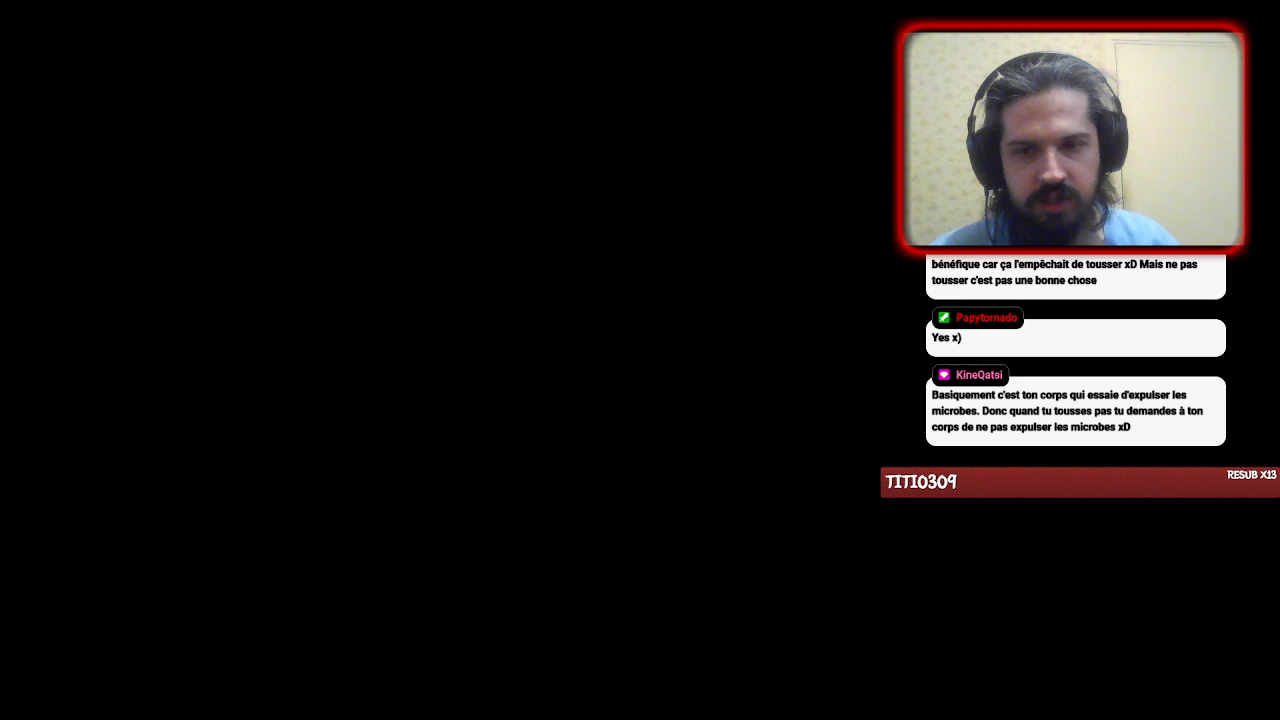 bénéfique car ça l'empêchait de tousser xD Mais ne pas
tousser c'est pas une bonne chose
Papytornado
Yes x)
KineQatsi
Basiquement c'est ton corps qui essaie d'expulser les
microbes. Donc quand tu tousses pas tu demandes à ton
corps de ne pas expulser les microbes xD
TITI0309
RESUB X13